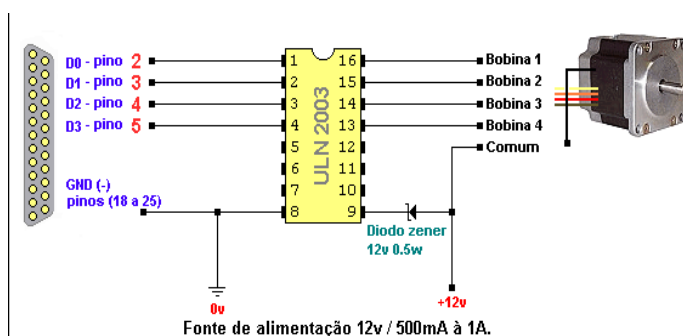 D0 - pino 2
D1 - pino 3
D2 - pino 4
D3 - pino 5
GND (-)
pinos (18 a 25)
0v
1 16
2 15
3 14
4 13
5 12
6 11
7 10
8 9
ULN 2003
Bobina 1
Bobina 2
Bobina 3
Bobina 4
Comum
Diodo zener
12v 0.5w
+12v
Fonte de alimentação 12v / 500mA à 1A.